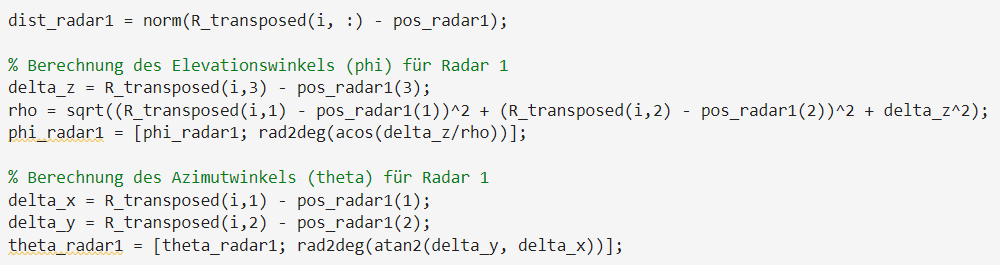 dist_radar1 = norm(R_transposed(i, :) - pos_radar1);
% Berechnung des Elevationswinkels (phi) für Radar 1
delta_z = R_transposed(i,3) - pos_radar1(3);
rho = sqrt((R_transposed(i,1) - pos_radar1(1))^2 + (R_transposed(i,2) - pos_radar1(2))^2 + delta_z^2);
phi_radar1 = [phi_radar1; rad2deg(acos(delta_z/rho))];
% Berechnung des Azimutwinkels (theta) für Radar 1
delta_x = R_transposed(i,1) - pos_radar1(1);
delta_y = R_transposed(i,2) - pos_radar1(2);
theta_radar1 = [theta_radar1; rad2deg(atan2(delta_y, delta_x))];